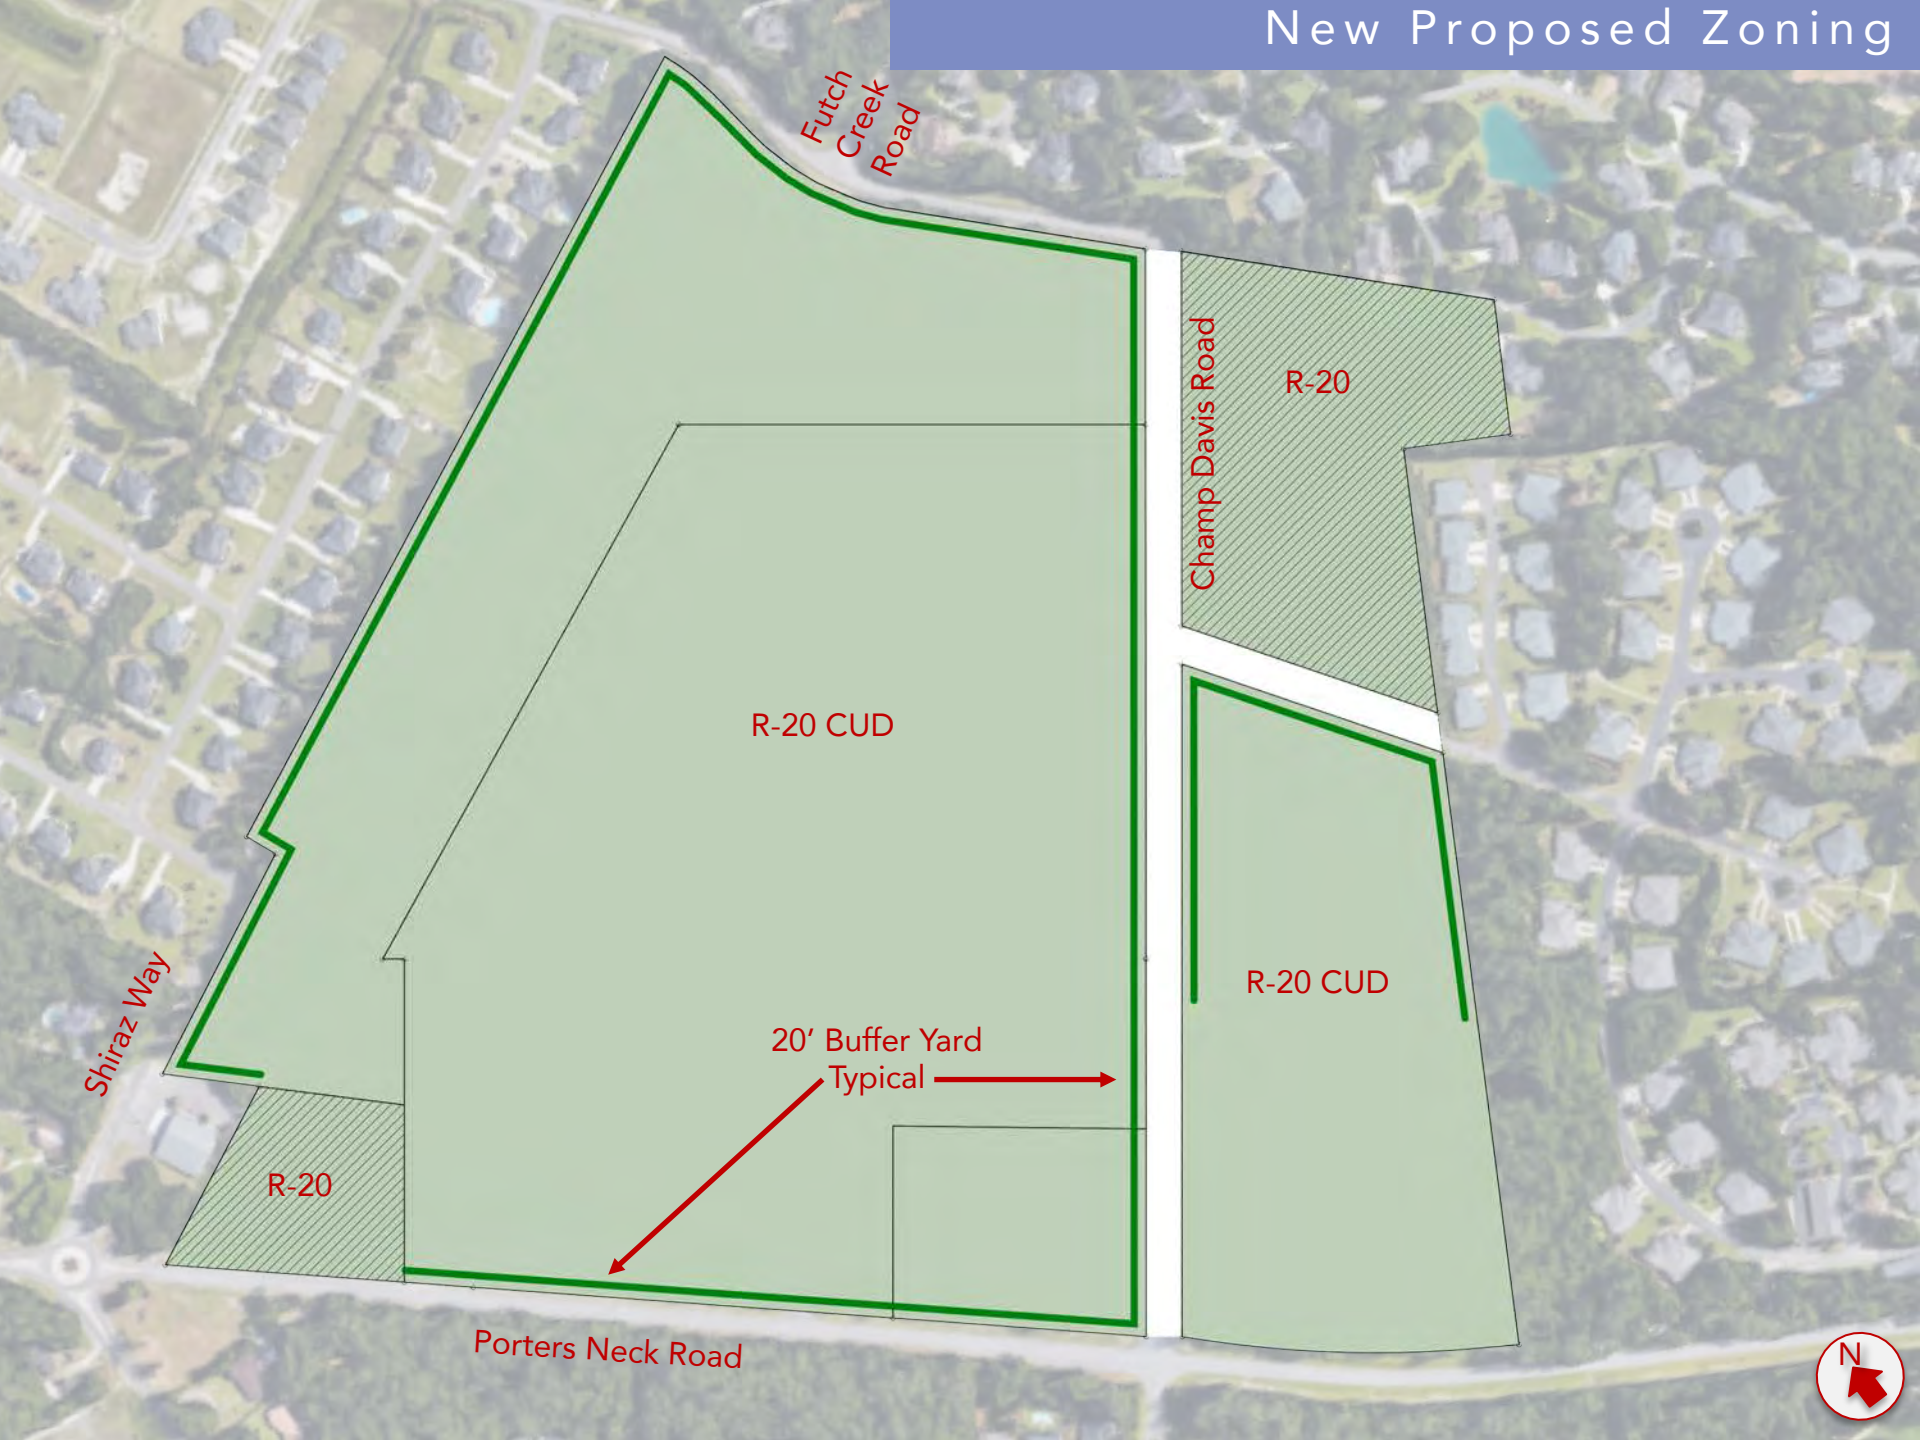 New Proposed Zoning
Futch
Creek
Road
Champ Davis Road
R-20
R-20 CUD
R-20 CUD
20’ Buffer Yard
Typical
Shiraz Way
R-20
Porters Neck Road
N